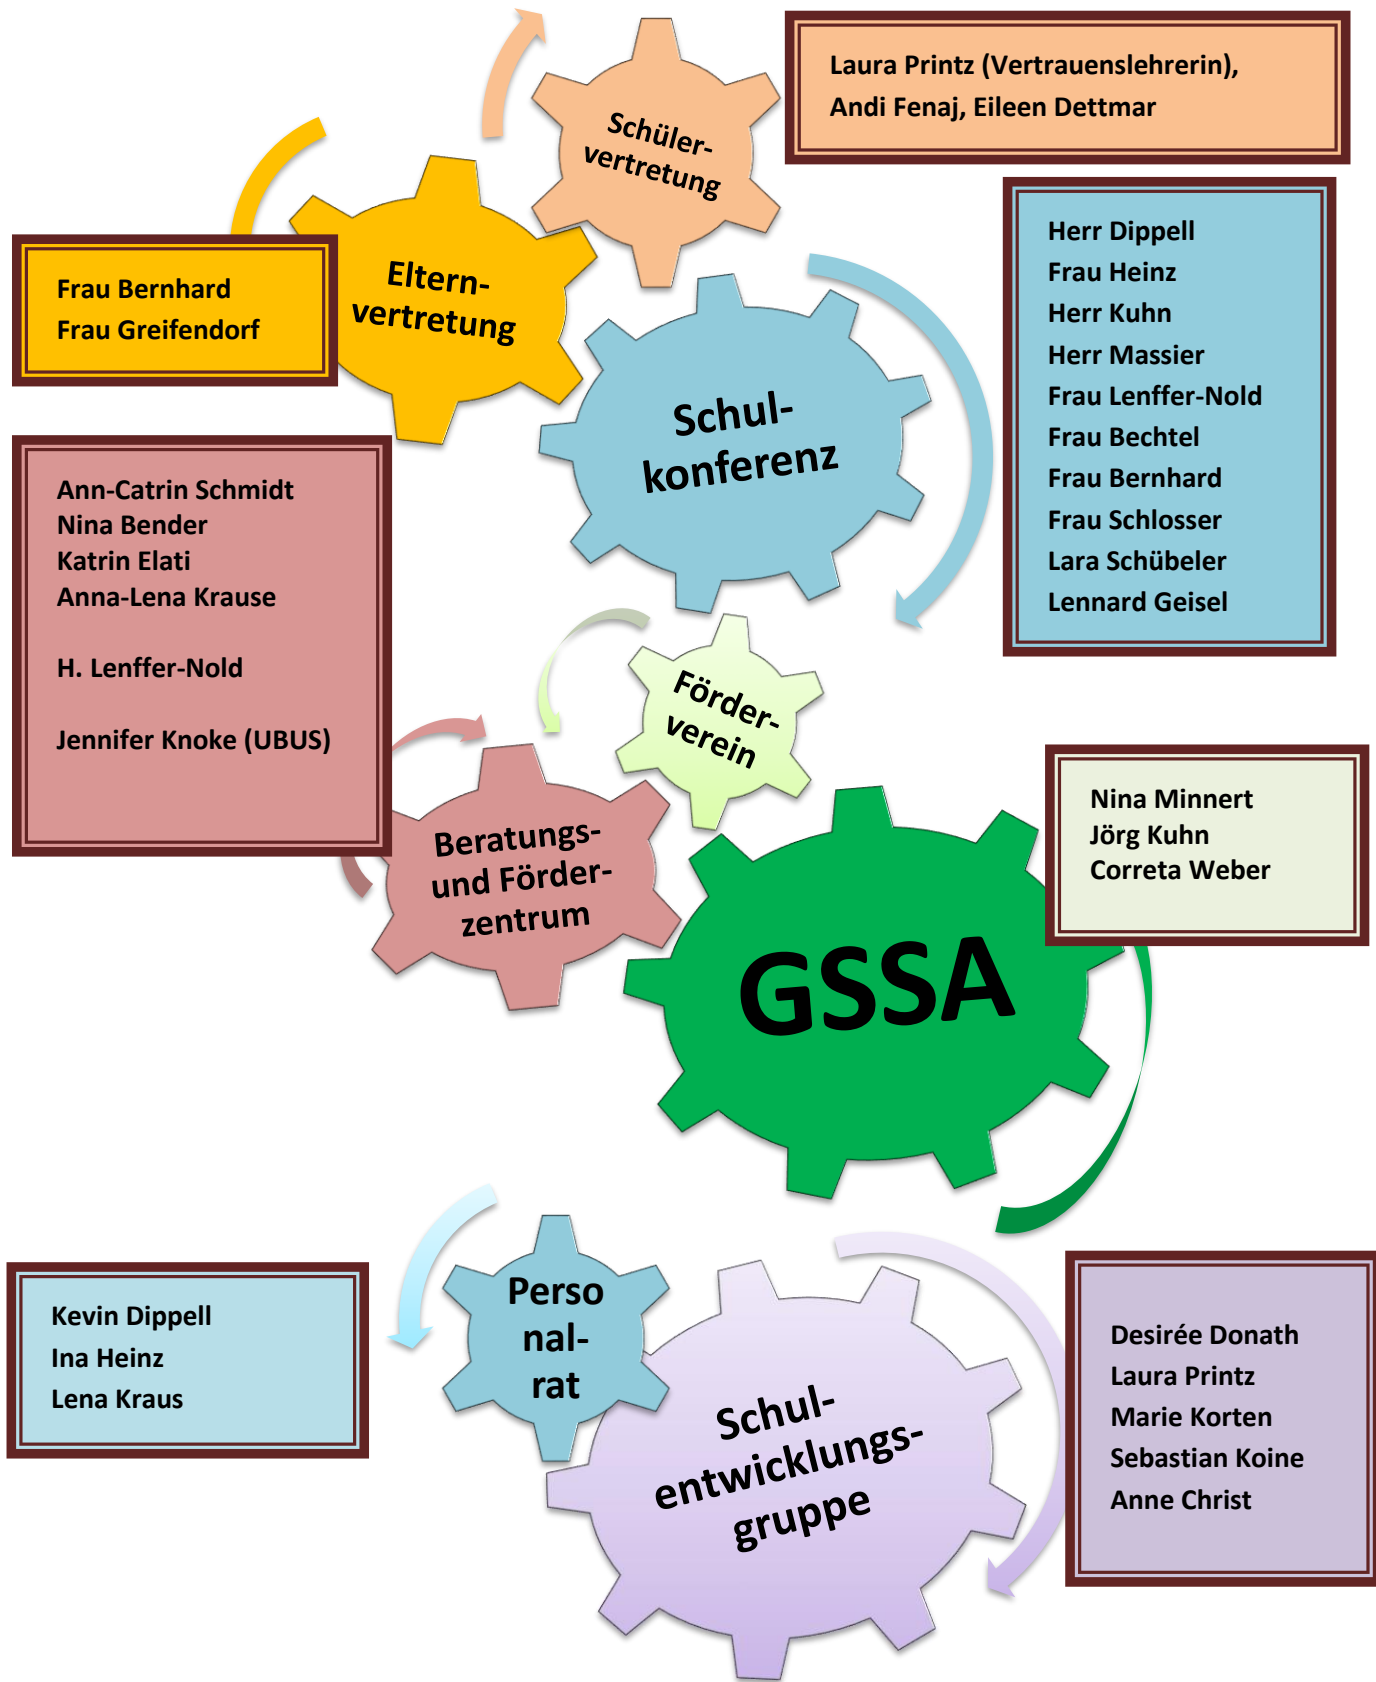 Schüler-
vertretung
Laura Printz (Vertrauenslehrerin),
Andi Fenaj, Eileen Dettmar
Eltern-
vertretung
Frau Bernhard
Frau Greifendorf
Schul-
konferenz
Herr Dippell
Frau Heinz
Herr Kuhn
Herr Massier
Frau Lenffer-Nold
Frau Bechtel
Frau Bernhard
Frau Schlosser
Lara Schübeler
Lennard Geisel
Ann-Catrin Schmidt
Nina Bender
Katrin Elati
Anna-Lena Krause
H. Lenffer-Nold
Jennifer Knoke (UBUS)
Förder-
verein
Beratungs-
und Förder-
zentrum
Nina Minnert
Jörg Kuhn
Correta Weber
GSSA
Kevin Dippell
Ina Heinz
Lena Kraus
Perso
nal-
rat
Schul-
entwicklungs-
gruppe
Desirée Donath
Laura Printz
Marie Korten
Sebastian Koine
Anne Christ